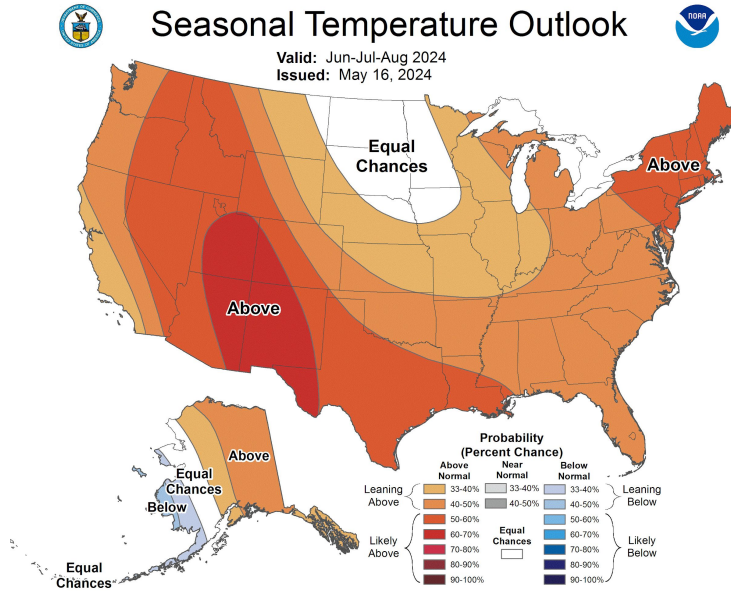 Seasonal Temperature Outlook
NOAA
Valid: Jun-Jul-Aug 2024
Issued: May 16, 2024
Equal
Chances
Above
Above
Above
Equal
Chances
Below
Equal
Chances
Probability
(Percent Chance)
Above
Normal
Near
Normal
Below
Normal
Leaning
Above
33-40%
33-40%
33-40%
Leaning
Below
40-50%
40-50%
40-50%
Likely
Above
50-60%
50-60%
Likely
Below
60-70%
Equal
Chances
60-70%
70-80%
70-80%
80-90%
80-90%
90-100%
90-100%